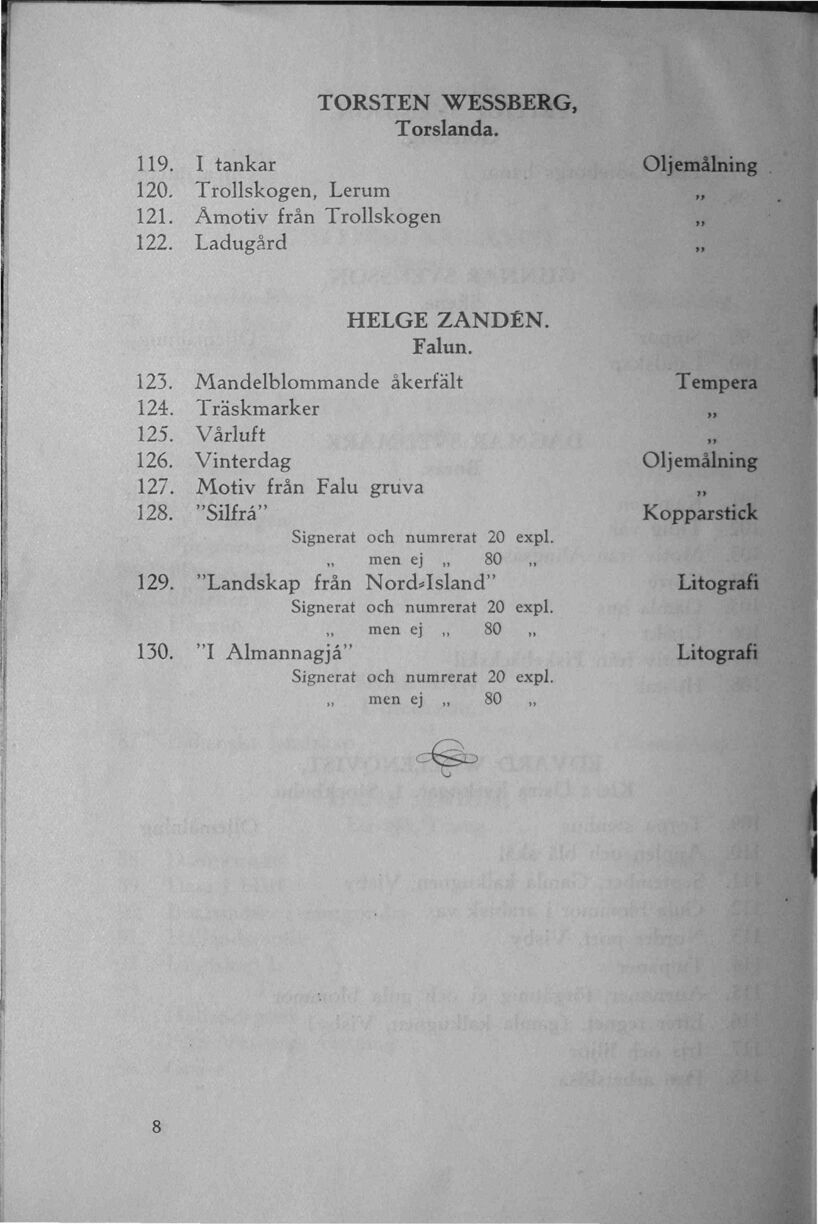 TORSTEN WESSBERG,
Torslanda.
119. I tankar Oljemålning
120. Trollskogen, Lerum „
121. Åmotiv från Trollskogen „
122. Ladugård „
HELGE ZANDÉN.
Falun.
123. Mandelblommande åkerfält Tempera
124. Träskmarker „
125. Vårluft „
126. Vinterdag Oljemålning
127. Motiv från Falu gruva „
128. ”Silfrá” Kopparstick
Signerat och numrerat 20 expl.
„ men ej „ 80 „
129. ”Landskap från Nord-Island” Litografi
Signerat och numrerat 20 expl.
„ men ej „ 80 „
130. ”I Almannagjá” Litografi
Signerat och numrerat 20 expl.
„ men ej „ 80 „
8